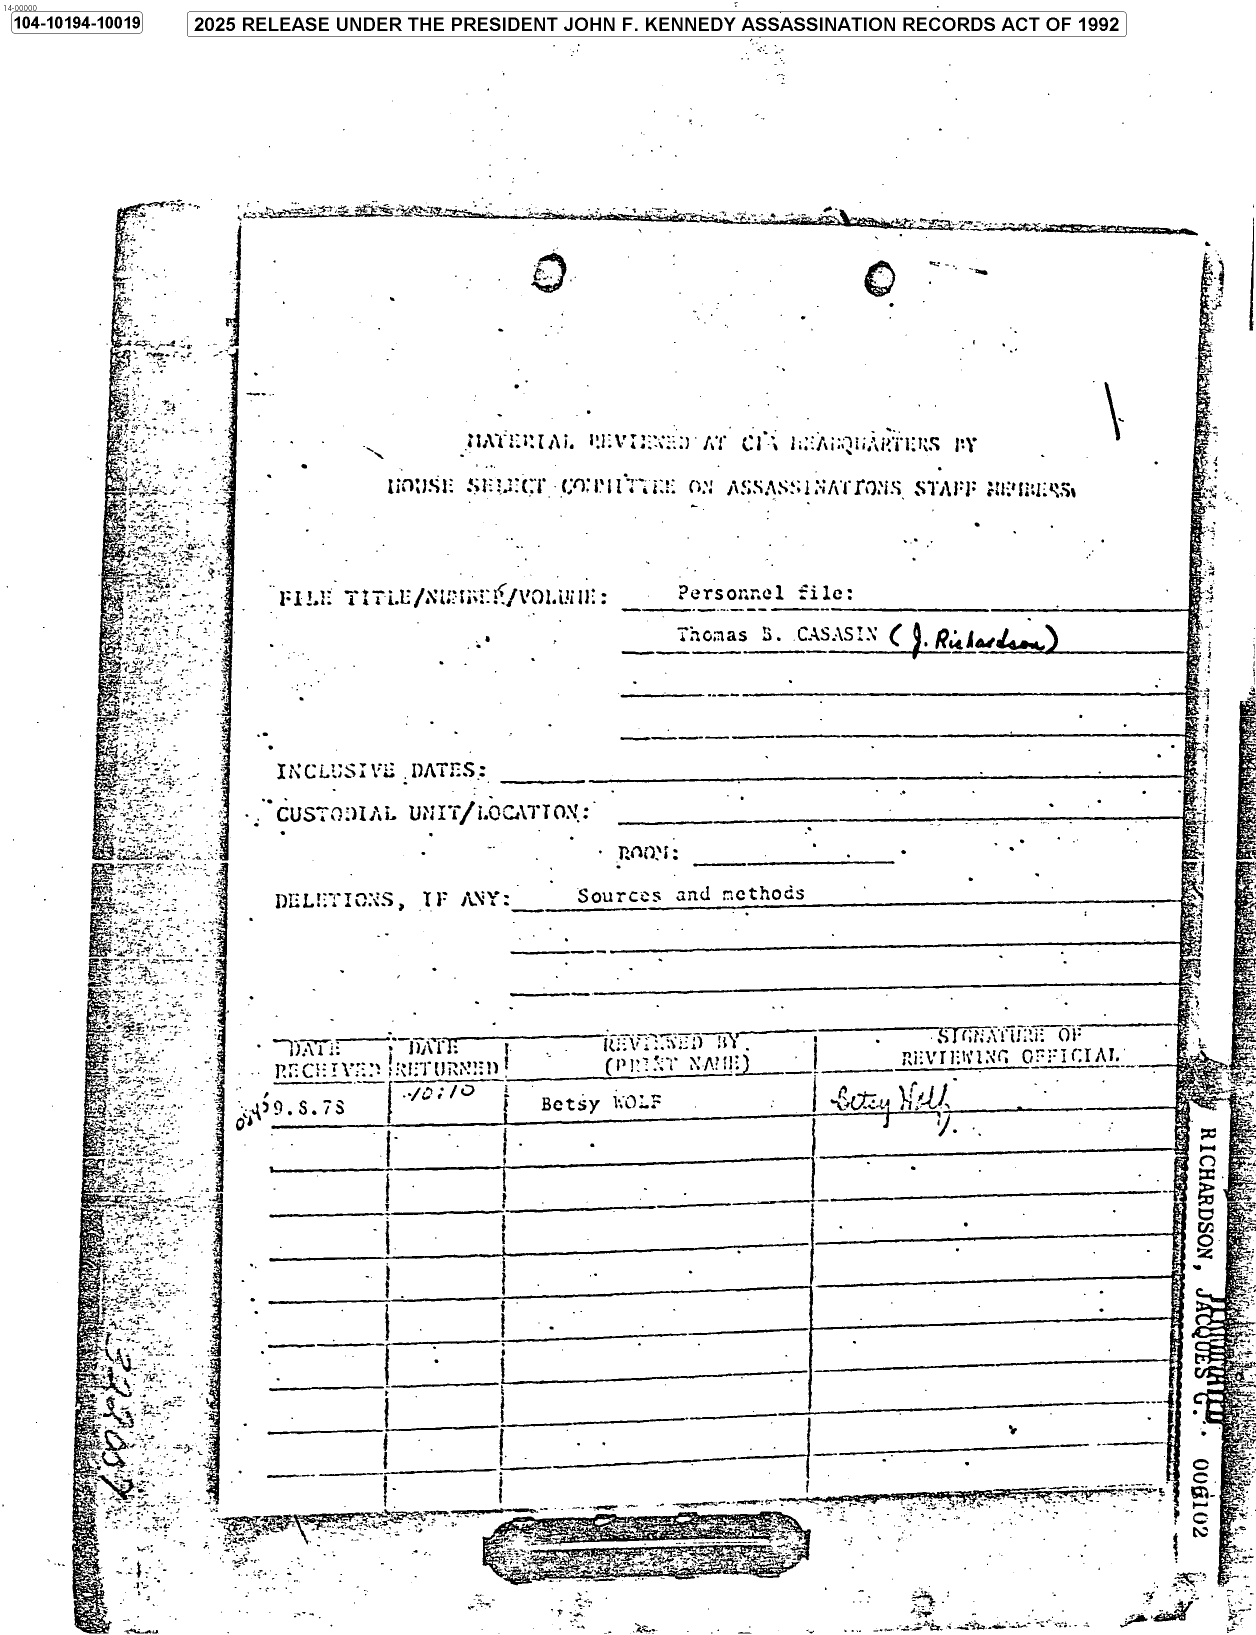 14-00000
104-10194-10019
2025 RELEASE UNDER THE PRESIDENT JOHN F. KENNEDY ASSASSINATION RECORDS ACT OF 1992
MATERIAL REVIEWED AT CIA HEADQUARTERS BY
HOUSE SELECT COMMITTEE ON ASSASSINATIONS STAFF MEMBERS
FILE TITLE/NUMBER/VOLUME: Personnel file:
Thomas B. CASASIN (J. Richardson)
INCLUSIVE DATES:
CUSTODIAL UNIT/LOCATION:
ROOM:
DELETIONS, IF ANY: Sources and methods
DATE RECEIVED
DATE RETURNED
REVIEWED BY (PRINT NAME)
SIGNATURE OF REVIEWING OFFICIAL
0845 9.8.78 10:10 Betsy WOLF Betsy Wolf
RICHARDSON, JACQUES G. 006102